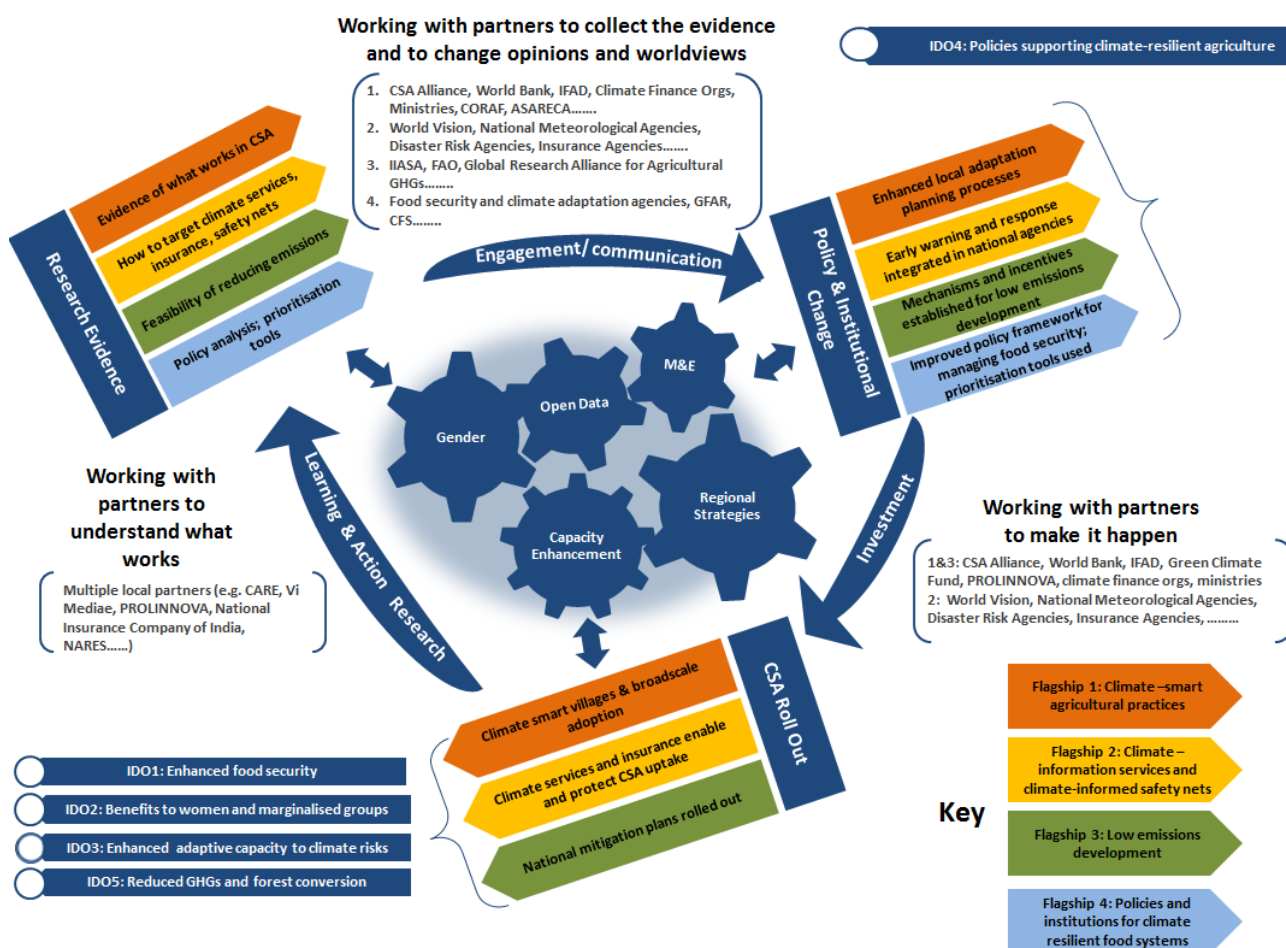 Working with partners to collect the evidence
and to change opinions and worldviews
1. CSA Alliance, World Bank, IFAD, Climate Finance Orgs,
Ministries, CORAF, ASARECA…….
2. World Vision, National Meteorological Agencies,
Disaster Risk Agencies, Insurance Agencies…….
3. IIASA, FAO, Global Research Alliance for Agricultural
GHGs……..
4. Food security and climate adaptation agencies, GFAR,
CFS……..
IDO4: Policies supporting climate-resilient agriculture
Research Evidence
Evidence of what works in CSA
How to target climate services,
insurance, safety nets
Feasibility of reducing emissions
Policy analysis; prioritisation
tools
Engagement/ communication
Policy & Institutional
Change
Enhanced local adaptation
planning processes
Early warning and response
integrated in national agencies
Mechanisms and incentives
established for low emissions
development
Improved policy framework for
managing food security;
prioritisation tools used
M&E
Open Data
Gender
Regional
Strategies
Capacity
Enhancement
Learning & Action Research
Investment
Working with
partners to
understand what
works
Multiple local partners (e.g. CARE, Vi
Mediae, PROLINNOVA, National
Insurance Company of India,
NARES……)
Working with partners
to make it happen
1&3: CSA Alliance, World Bank, IFAD, Green Climate
Fund, PROLINNOVA, climate finance orgs, ministries
2: World Vision, National Meteorological Agencies,
Disaster Risk Agencies, Insurance Agencies, ………
CSA Roll Out
Climate smart villages & broadscale
adoption
Climate services and insurance enable
and protect CSA uptake
National mitigation plans rolled out
IDO1: Enhanced food security
IDO2: Benefits to women and marginalised groups
IDO3: Enhanced adaptive capacity to climate risks
IDO5: Reduced GHGs and forest conversion
Key
Flagship 1: Climate –smart
agricultural practices
Flagship 2: Climate –
information services and
climate-informed safety nets
Flagship 3: Low emissions
development
Flagship 4: Policies and
institutions for climate
resilient food systems